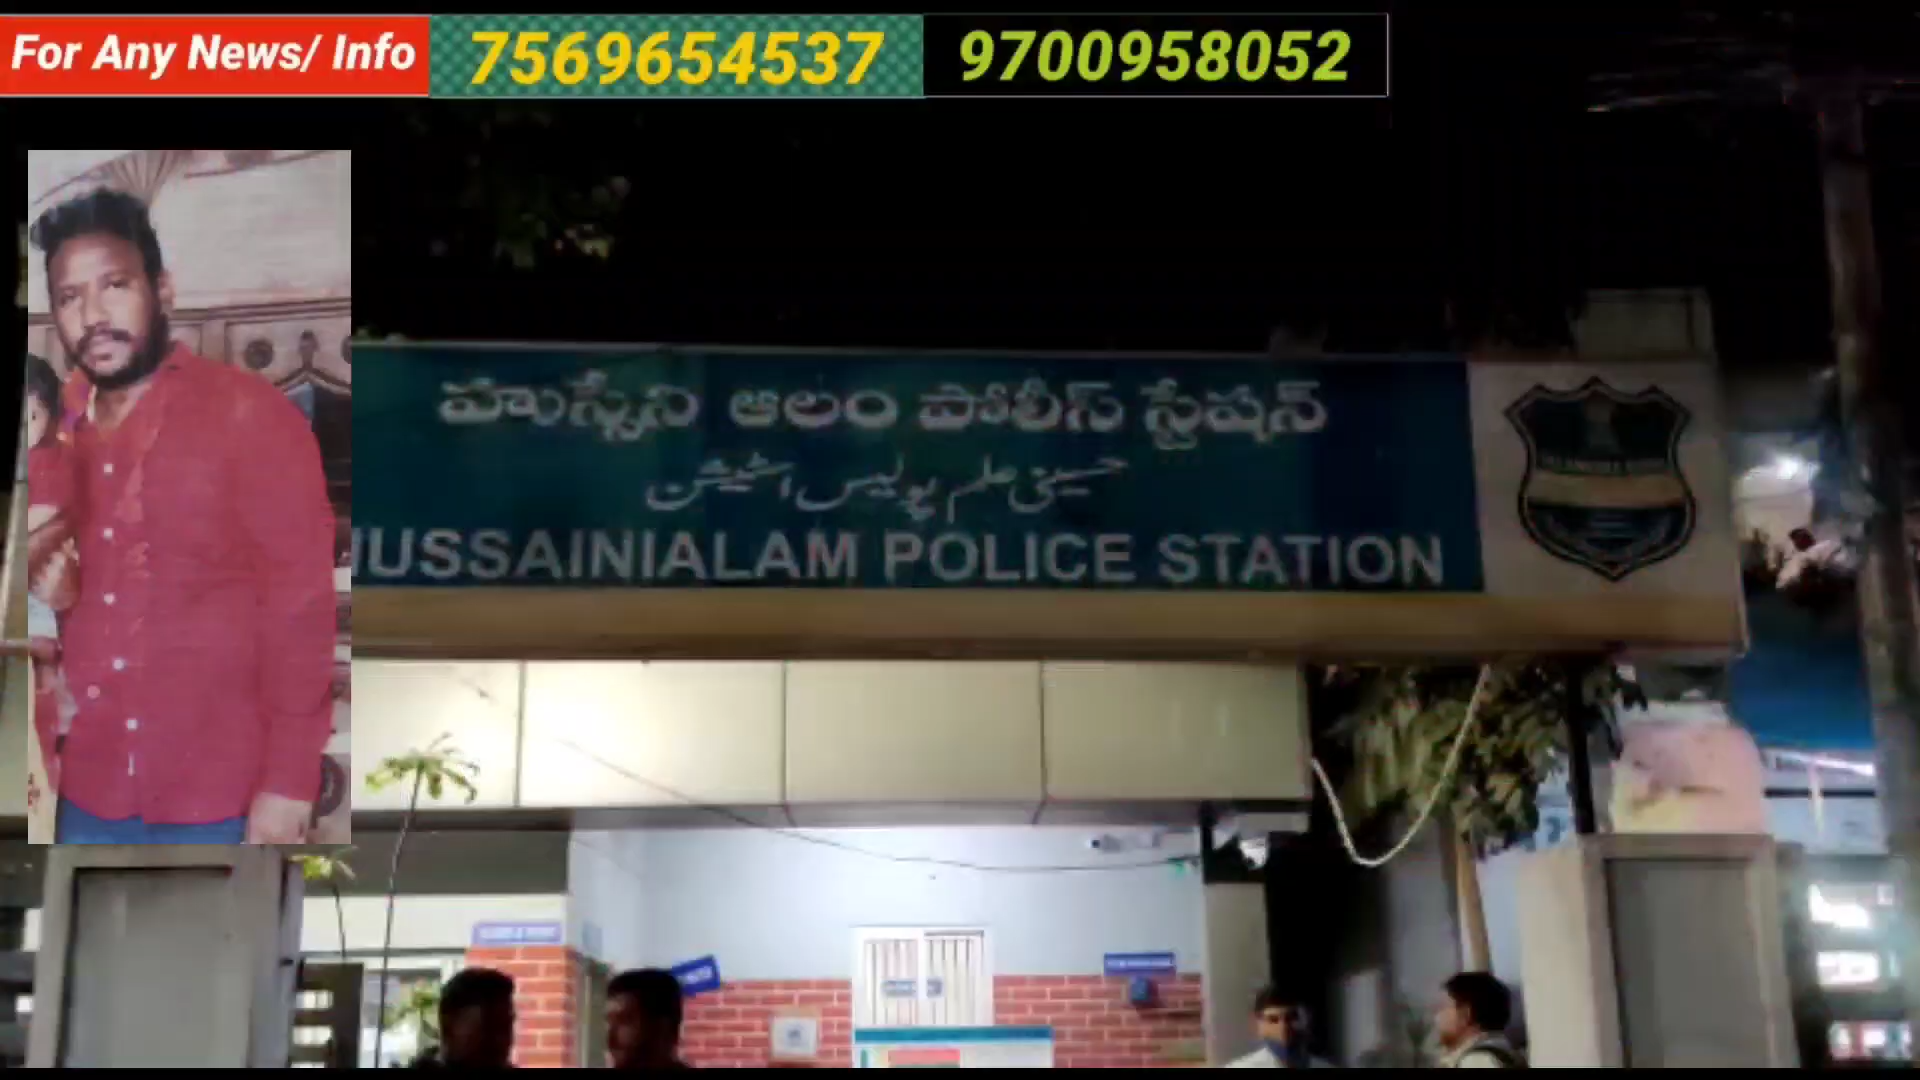 For Any News/ Info 7569654537 9700958052
హుస్సేని ఆలం పోలీస్ స్టేషన్
حسینی علم پولیس اسٹیشن
HUSSAINIALAM POLICE STATION